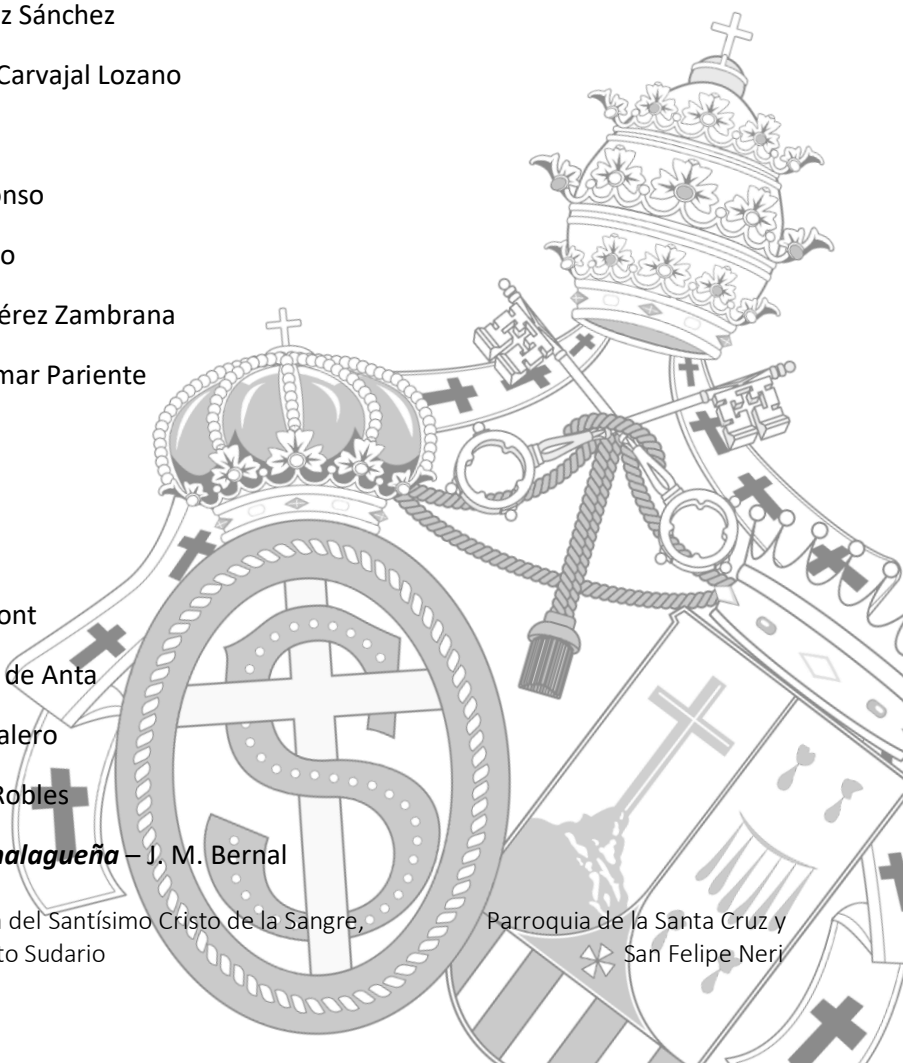 z Sánchez
Carvajal Lozano
onso
o
érez Zambrana
mar Pariente
ont
de Anta
alero
Robles
malagueña – J. M. Bernal
del Santísimo Cristo de la Sangre,
to Sudario
Parroquia de la Santa Cruz y
San Felipe Neri